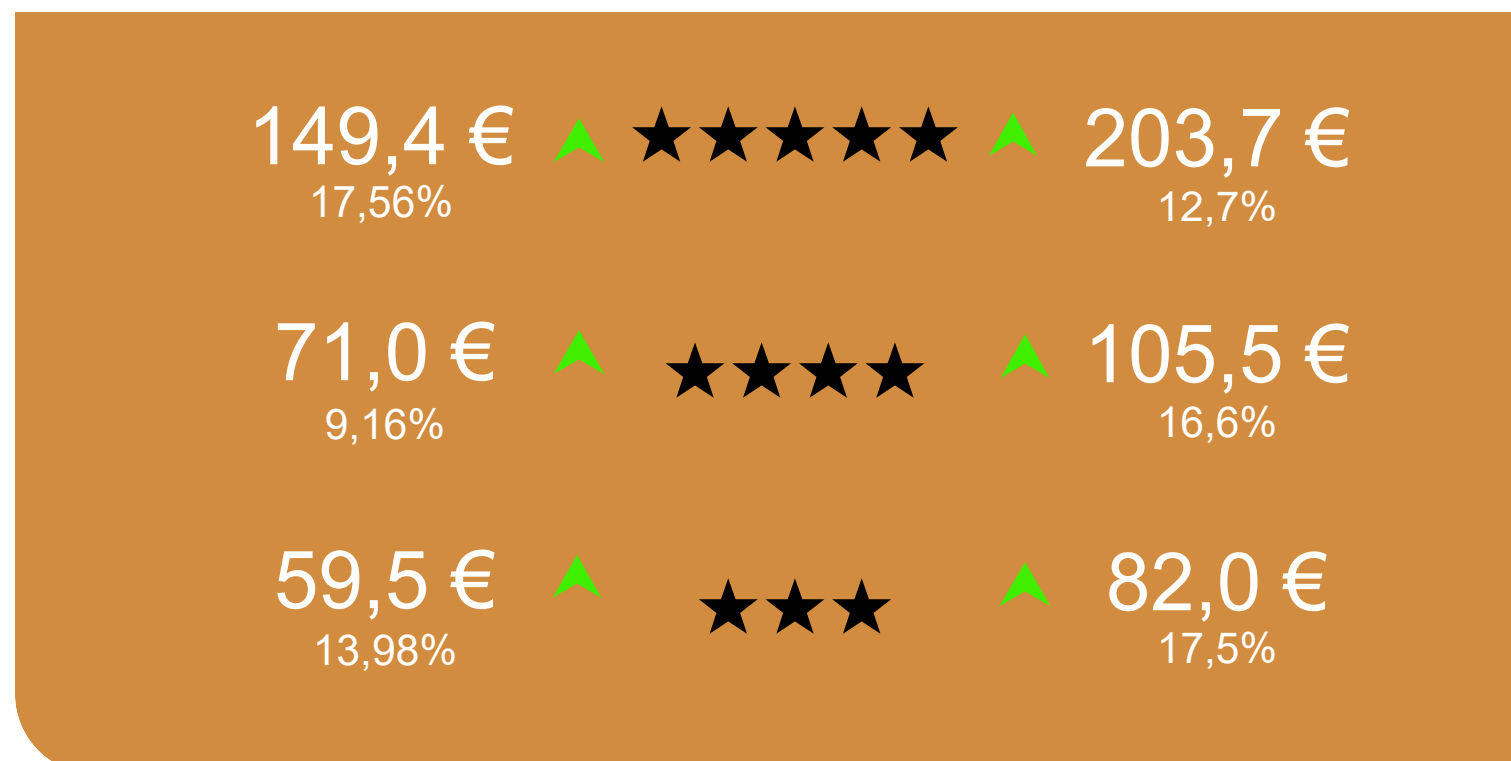 149,4 € 203,7 €
17,56% 12,7%
71,0 € 105,5 €
9,16% 16,6%
59,5 € 82,0 €
13,98% 17,5%